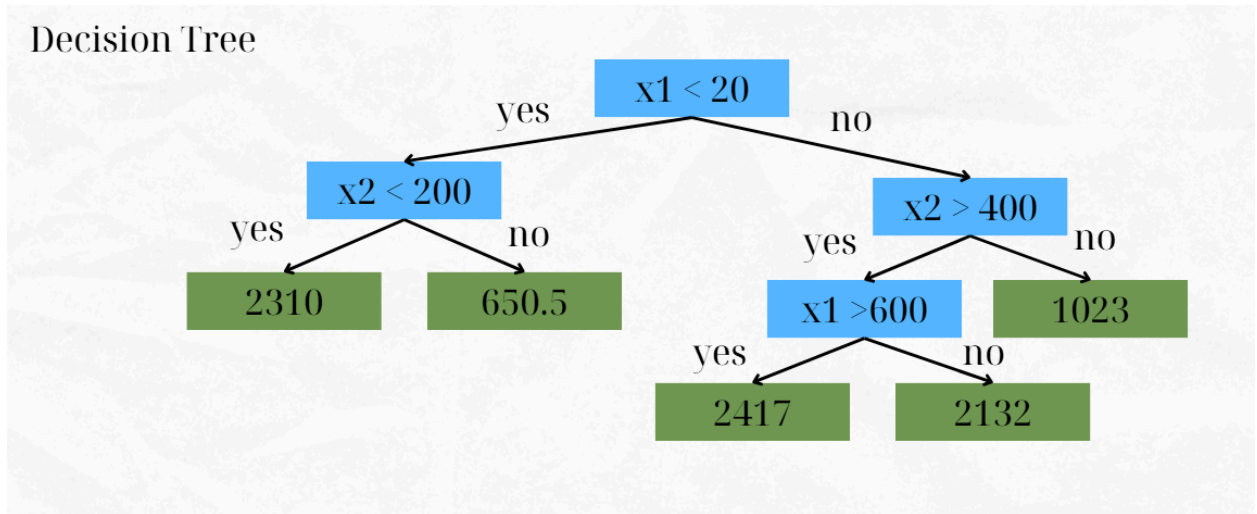 Decision Tree
x1 < 20
yes
no
x2 < 200
x2 > 400
yes
no
yes
no
2310
650.5
x1 >600
1023
yes
no
2417
2132